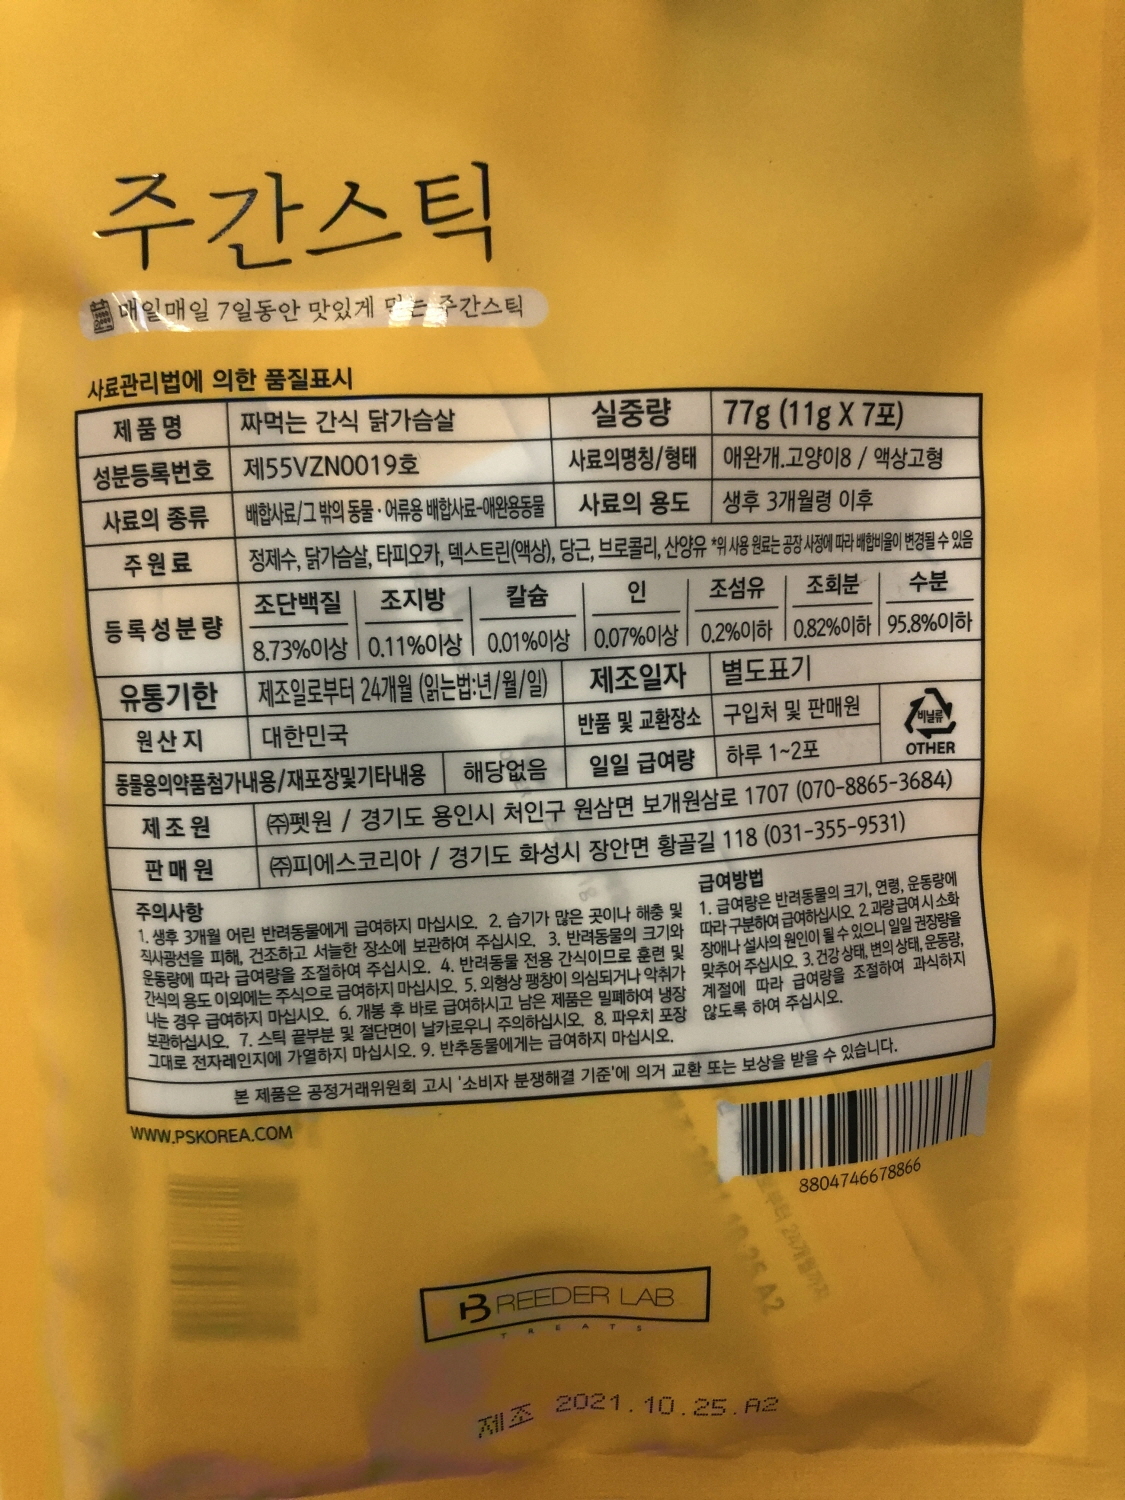 주간스틱
매일매일 7일동안 맛있게 먹는 주간스틱
사료관리법에 의한 품질표시
제품명 짜먹는 간식 닭가슴살 실중량 77g (11g X 7포)
성분등록번호 제55VZN0019호 사료의명칭/형태 애완개.고양이8 / 액상고형
사료의 종류 배합사료/그 밖의 동물·어류용 배합사료-애완용동물 사료의 용도 생후 3개월령 이후
주원료 정제수, 닭가슴살, 타피오카, 덱스트린(액상), 당근, 브로콜리, 산양유 *위 사용 원료는 공장 사정에 따라 배합비율이 변경될 수 있음
등록성분량 조단백질 조지방 칼슘 인 조섬유 조회분 수분
8.73%이상 0.11%이상 0.01%이상 0.07%이상 0.2%이하 0.82%이하 95.8%이하
유통기한 제조일로부터 24개월 (읽는법:년/월/일) 제조일자 별도표기
원산지 대한민국 반품 및 교환장소 구입처 및 판매원
비닐류
OTHER
동물용의약품첨가내용/재포장및기타내용 해당없음 일일 급여량 하루 1~2포
제조원 ㈜펫원 / 경기도 용인시 처인구 원삼면 보개원삼로 1707 (070-8865-3684)
판매원 ㈜피에스코리아 / 경기도 화성시 장안면 황골길 118 (031-355-9531)
주의사항
1. 생후 3개월 어린 반려동물에게 급여하지 마십시오. 2. 습기가 많은 곳이나 해충 및
직사광선을 피해, 건조하고 서늘한 장소에 보관하여 주십시오. 3. 반려동물의 크기와
운동량에 따라 급여량을 조절하여 주십시오. 4. 반려동물 전용 간식이므로 훈련 및
간식의 용도 이외에는 주식으로 급여하지 마십시오. 5. 외형상 팽창이 의심되거나 악취가
나는 경우 급여하지 마십시오. 6. 개봉 후 바로 급여하시고 남은 제품은 밀폐하여 냉장
보관하십시오. 7. 스틱 끝부분 및 절단면이 날카로우니 주의하십시오. 8. 파우치 포장
그대로 전자레인지에 가열하지 마십시오. 9. 반추동물에게는 급여하지 마십시오.
급여방법
1. 급여량은 반려동물의 크기, 연령, 운동량에
따라 구분하여 급여하십시오. 2. 과량 급여 시 소화
장애나 설사의 원인이 될 수 있으니 일일 권장량을
맞추어 주십시오. 3. 건강 상태, 변의 상태, 운동량,
계절에 따라 급여량을 조절하여 과식하지
않도록 하여 주십시오.
본 제품은 공정거래위원회 고시 '소비자 분쟁해결 기준'에 의거 교환 또는 보상을 받을 수 있습니다.
WWW.PSKOREA.COM
8804746678866
BREEDER LAB
TREATS
제조 2021.10.25.A2